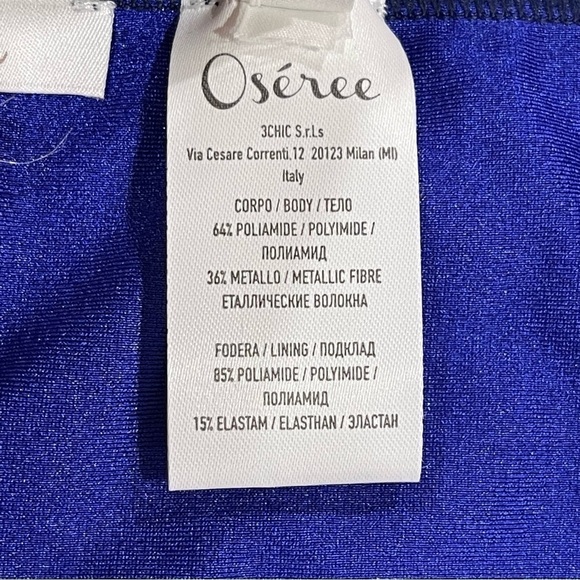 Oséree
3CHIC S.r.Ls
Via Cesare Correnti,12 20123 Milan (MI)
Italy
CORPO / BODY / ТЕЛО
64% POLIAMIDE / POLYIMIDE /
ПОЛИАМИД
36% METALLO / METALLIC FIBRE
ЕТАЛЛИЧЕСКИЕ ВОЛОКНА
FODERA / LINING / ПОДКЛАД
85% POLIAMIDE / POLYIMIDE /
ПОЛИАМИД
15% ELASTAM / ELASTHAN / ЭЛАСТАН